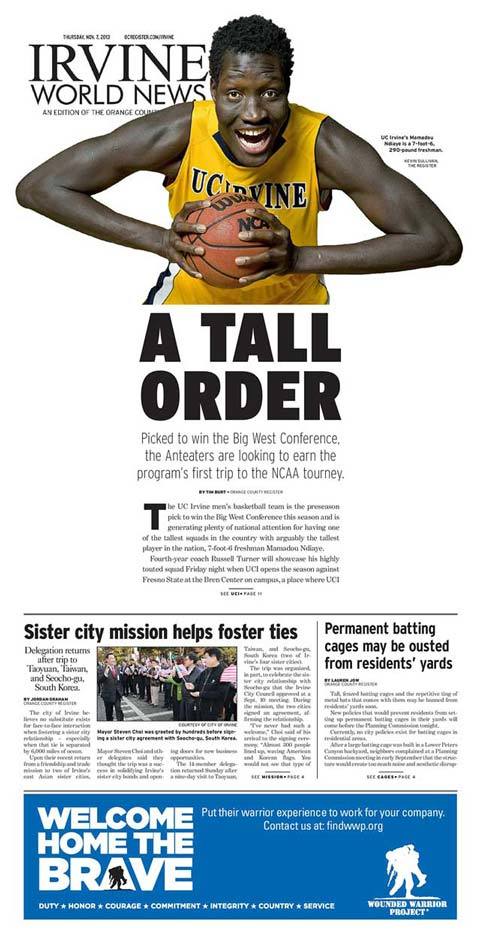 THURSDAY, NOV. 7, 2013 OCREGISTER.COM/IRVINE
IRVINE
WORLD NEWS
AN EDITION OF THE ORANGE COUN
UC Irvine's Mamadou
Ndiaye is a 7-foot-6,
290-pound freshman.
KEVIN SULLIVAN,
THE REGISTER
UC IRVINE
NCAA
A TALL
ORDER
Picked to win the Big West Conference,
the Anteaters are looking to earn the
program's first trip to the NCAA tourney.
BY TIM BURT • ORANGE COUNTY REGISTER
The UC Irvine men's basketball team is the preseason
pick to win the Big West Conference this season and is
generating plenty of national attention for having one
of the tallest squads in the country with arguably the tallest
player in the nation, 7-foot-6 freshman Mamadou Ndiaye.
Fourth-year coach Russell Turner will showcase his highly
touted squad Friday night when UCI opens the season against
Fresno State at the Bren Center on campus, a place where UCI
SEE UCI • PAGE 11
Sister city mission helps foster ties
Delegation returns
after trip to
Taoyuan, Taiwan,
and Seocho-gu,
South Korea.
BY JORDAN GRAHAM
ORANGE COUNTY REGISTER
The city of Irvine be-
lieves no substitute exists
for face-to-face interaction
when fostering a sister city
relationship – especially
when that tie is separated
by 6,000 miles of ocean.
Upon their recent return
from a friendship and trade
mission to two of Irvine's
east Asian sister cities,
COURTESY OF CITY OF IRVINE
Mayor Steven Choi was greeted by hundreds before sign-
ing a sister city agreement with Seocho-gu, South Korea.
Mayor Steven Choi and oth-
er delegates said they
thought the trip was a suc-
cess in solidifying Irvine's
sister city bonds and open-
ing doors for new business
opportunities.
The 14-member delega-
tion returned Sunday after
a nine-day visit to Taoyuan,
Taiwan, and Seocho-gu,
South Korea (two of Ir-
vine's four sister cities).
The trip was organized,
in part, to celebrate the sis-
ter city relationship with
Seocho-gu that the Irvine
City Council approved at a
Sept. 10 meeting. During
the mission, the two cities
signed an agreement, af-
firming the relationship.
"I've never had such a
welcome," Choi said of his
arrival to the signing cere-
mony. "Almost 300 people
lined up, waving American
and Korean flags. You
would not see that type of
SEE MISSION • PAGE 4
Permanent batting
cages may be ousted
from residents' yards
BY LAUREN JOW
ORANGE COUNTY REGISTER
Tall, fenced batting cages and the repetitive ting of
metal bats that comes with them may be banned from
residents' yards soon.
New policies that would prevent residents from set-
ting up permanent batting cages in their yards will
come before the Planning Commission tonight.
Currently, no city policies exist for batting cages in
residential areas.
After a large batting cage was built in a Lower Peters
Canyon backyard, neighbors complained at a Planning
Commission meeting in early September that the struc-
ture would create too much noise and aesthetic disrup-
SEE CAGES • PAGE 4
WELCOME
HOME THE
BRAVE
DUTY ★ HONOR ★ COURAGE ★ COMMITMENT ★ INTEGRITY ★ COUNTRY ★ SERVICE
Put their warrior experience to work for your company.
Contact us at: findwwp.org
WOUNDED WARRIOR
PROJECT®